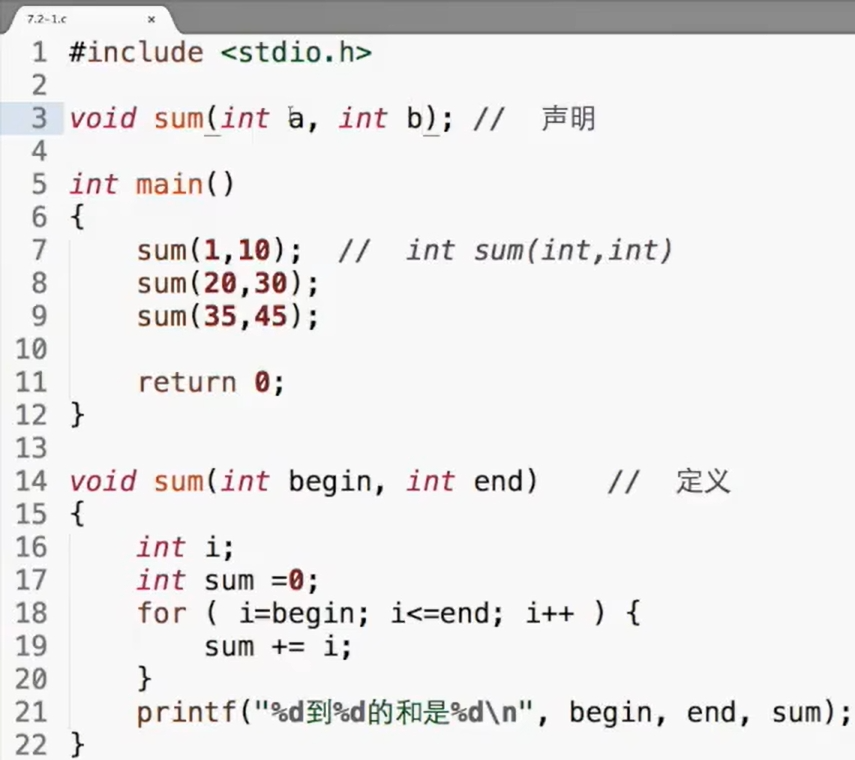 7.2-1.c ×
1 #include <stdio.h>
2
3 void sum(int a, int b); // 声明
4
5 int main()
6 {
7 sum(1,10); // int sum(int,int)
8 sum(20,30);
9 sum(35,45);
10
11 return 0;
12 }
13
14 void sum(int begin, int end) // 定义
15 {
16 int i;
17 int sum =0;
18 for ( i=begin; i<=end; i++ ) {
19 sum += i;
20 }
21 printf("%d到%d的和是%d\n", begin, end, sum);
22 }